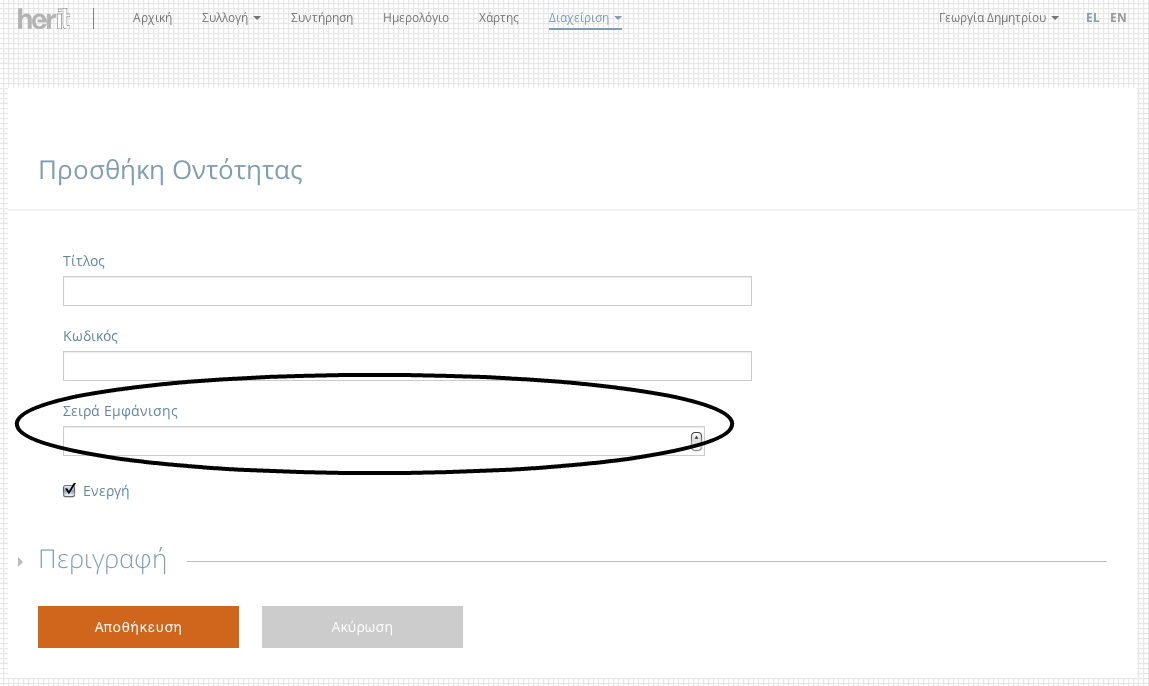 herit
Αρχική Συλλογή Συντήρηση Ημερολόγιο Χάρτης Διαχείριση Γεωργία Δημητρίου EL EN
Προσθήκη Οντότητας
Τίτλος
Κωδικός
Σειρά Εμφάνισης
Ενεργή
Περιγραφή
Αποθήκευση Ακύρωση